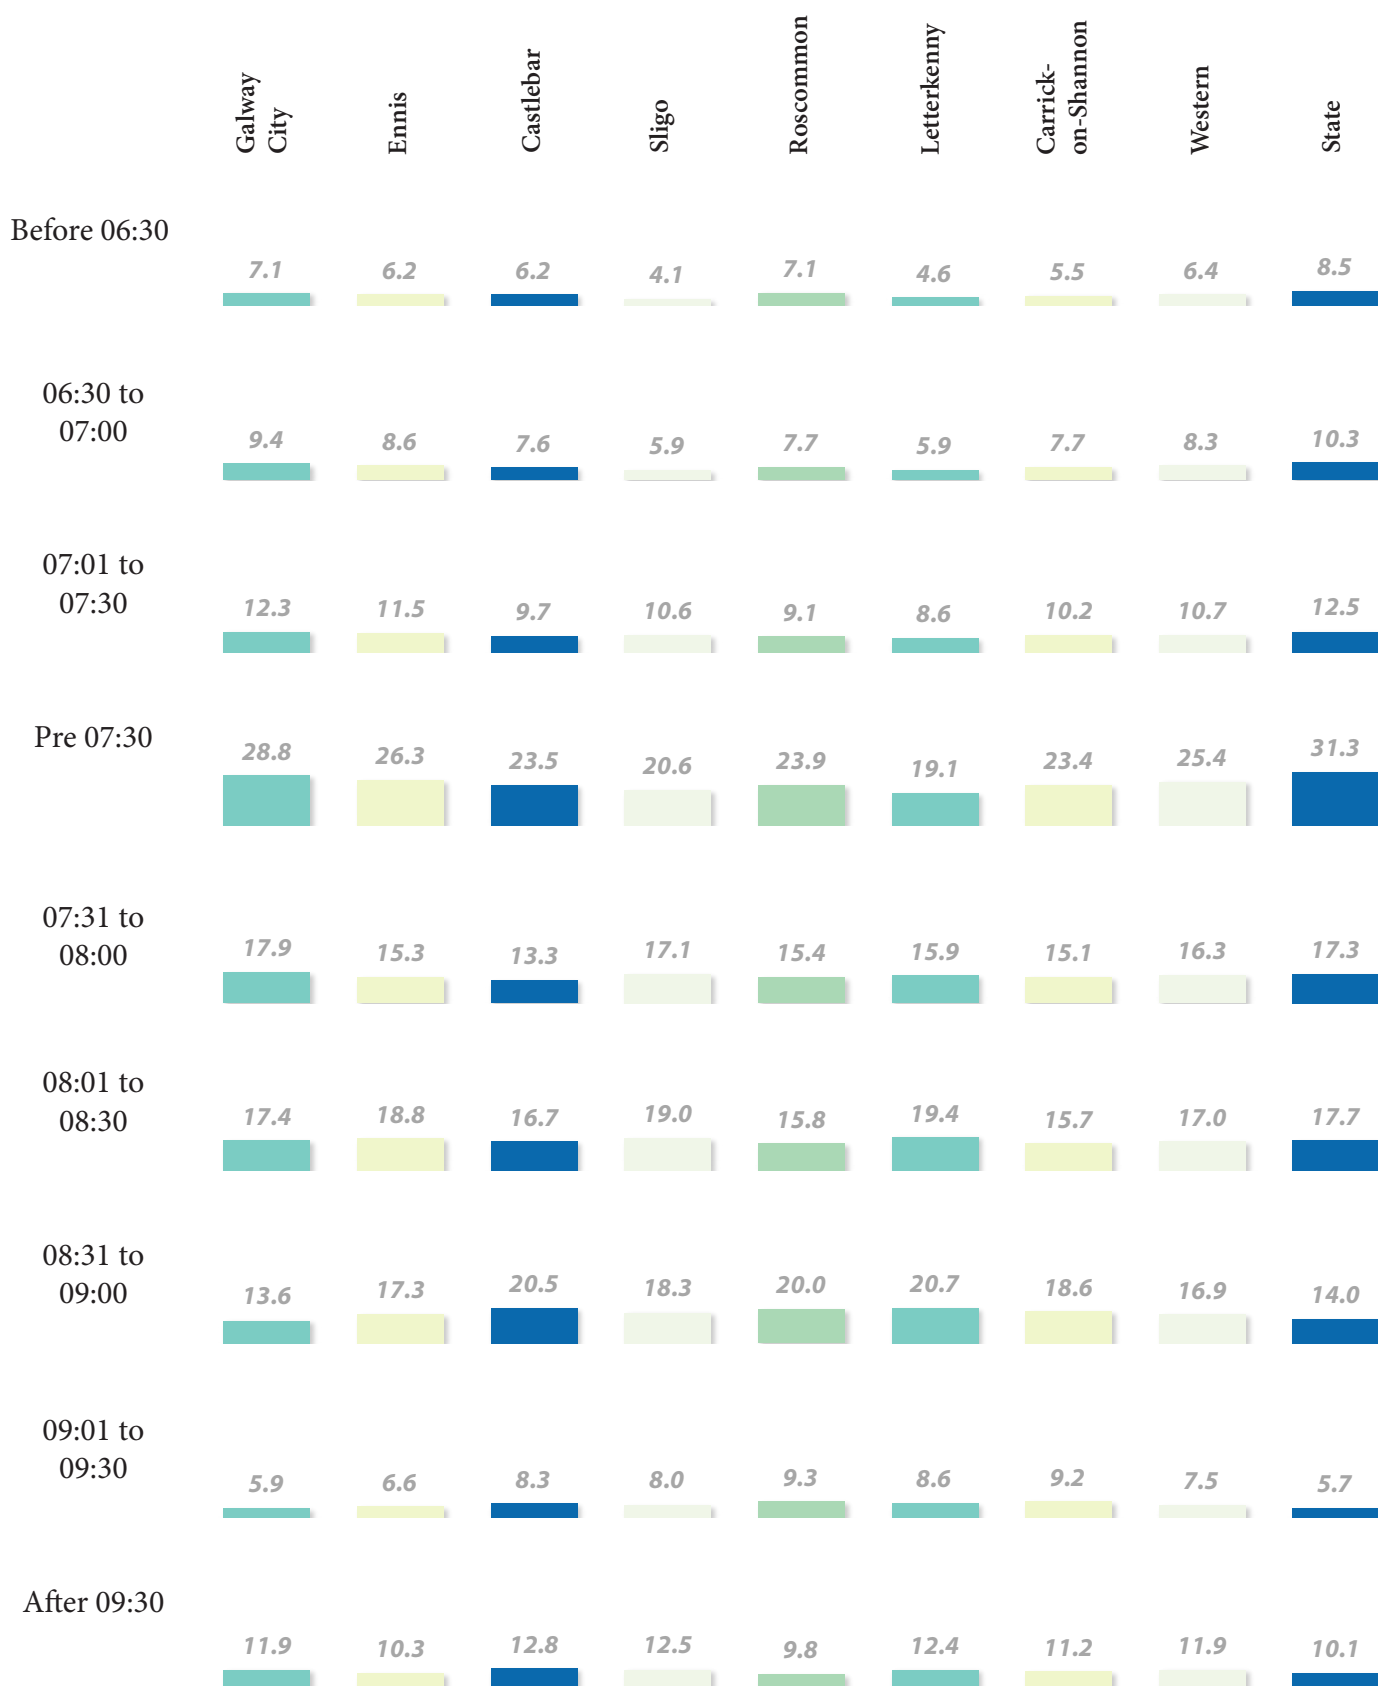 Galway
City
Ennis
Castlebar
Sligo
Roscommon
Letterkenny
Carrick-
on-Shannon
Western
State
Before 06:30
7.1 6.2 6.2 4.1 7.1 4.6 5.5 6.4 8.5
06:30 to
07:00
9.4 8.6 7.6 5.9 7.7 5.9 7.7 8.3 10.3
07:01 to
07:30
12.3 11.5 9.7 10.6 9.1 8.6 10.2 10.7 12.5
Pre 07:30
28.8 26.3 23.5 20.6 23.9 19.1 23.4 25.4 31.3
07:31 to
08:00
17.9 15.3 13.3 17.1 15.4 15.9 15.1 16.3 17.3
08:01 to
08:30
17.4 18.8 16.7 19.0 15.8 19.4 15.7 17.0 17.7
08:31 to
09:00
13.6 17.3 20.5 18.3 20.0 20.7 18.6 16.9 14.0
09:01 to
09:30
5.9 6.6 8.3 8.0 9.3 8.6 9.2 7.5 5.7
After 09:30
11.9 10.3 12.8 12.5 9.8 12.4 11.2 11.9 10.1